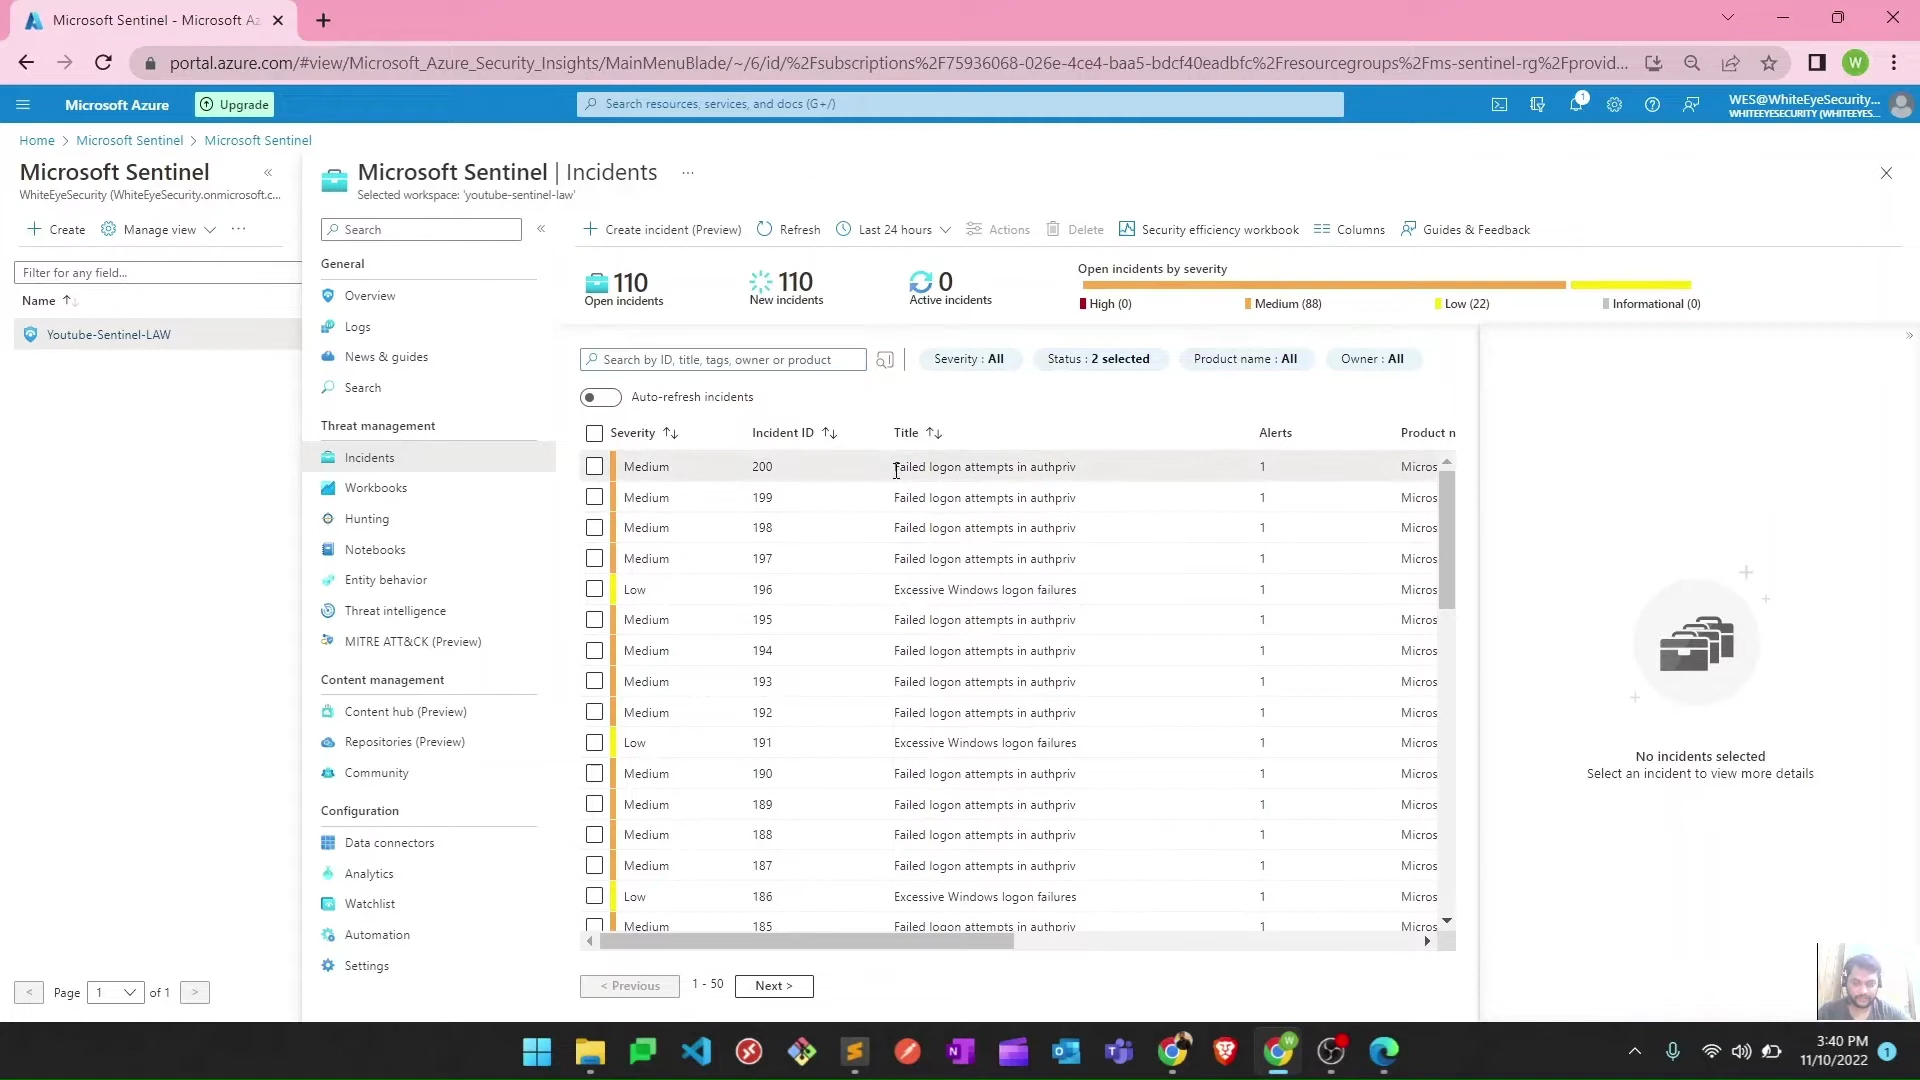 Microsoft Sentinel - Microsoft Az
portal.azure.com/#view/Microsoft_Azure_Security_Insights/MainMenuBlade/~/6/id/%2Fsubscriptions%2F75936068-026e-4ce4-baa5-bdcf40eadbfc%2Fresourcegroups%2Fms-sentinel-rg%2Fprovid...
W
Microsoft Azure
Upgrade
Search resources, services, and docs (G+/)
1
WES@WhiteEyeSecurity...
WHITEEYESECURITY (WHITEEYES...
Home > Microsoft Sentinel > Microsoft Sentinel
Microsoft Sentinel
WhiteEyeSecurity (WhiteEyeSecurity.onmicrosoft.c...
Create
Manage view
Filter for any field...
Name
Youtube-Sentinel-LAW
< Page 1 of 1 >
Microsoft Sentinel | Incidents
Selected workspace: 'youtube-sentinel-law'
Search
General
Overview
Logs
News & guides
Search
Threat management
Incidents
Workbooks
Hunting
Notebooks
Entity behavior
Threat intelligence
MITRE ATT&CK (Preview)
Content management
Content hub (Preview)
Repositories (Preview)
Community
Configuration
Data connectors
Analytics
Watchlist
Automation
Settings
Create incident (Preview) Refresh Last 24 hours Actions Delete Security efficiency workbook Columns Guides & Feedback
110
Open incidents
110
New incidents
0
Active incidents
Open incidents by severity
High (0) Medium (88) Low (22) Informational (0)
Search by ID, title, tags, owner or product
Severity : All
Status : 2 selected
Product name : All
Owner : All
Auto-refresh incidents
Severity Incident ID Title Alerts Product n
Medium 200 Failed logon attempts in authpriv 1 Micros
Medium 199 Failed logon attempts in authpriv 1 Micros
Medium 198 Failed logon attempts in authpriv 1 Micros
Medium 197 Failed logon attempts in authpriv 1 Micros
Low 196 Excessive Windows logon failures 1 Micros
Medium 195 Failed logon attempts in authpriv 1 Micros
Medium 194 Failed logon attempts in authpriv 1 Micros
Medium 193 Failed logon attempts in authpriv 1 Micros
Medium 192 Failed logon attempts in authpriv 1 Micros
Low 191 Excessive Windows logon failures 1 Micros
Medium 190 Failed logon attempts in authpriv 1 Micros
Medium 189 Failed logon attempts in authpriv 1 Micros
Medium 188 Failed logon attempts in authpriv 1 Micros
Medium 187 Failed logon attempts in authpriv 1 Micros
Low 186 Excessive Windows logon failures 1 Micros
Medium 185 Failed logon attempts in authpriv 1 Micros
< Previous 1 - 50 Next >
No incidents selected
Select an incident to view more details
3:40 PM
11/10/2022
1